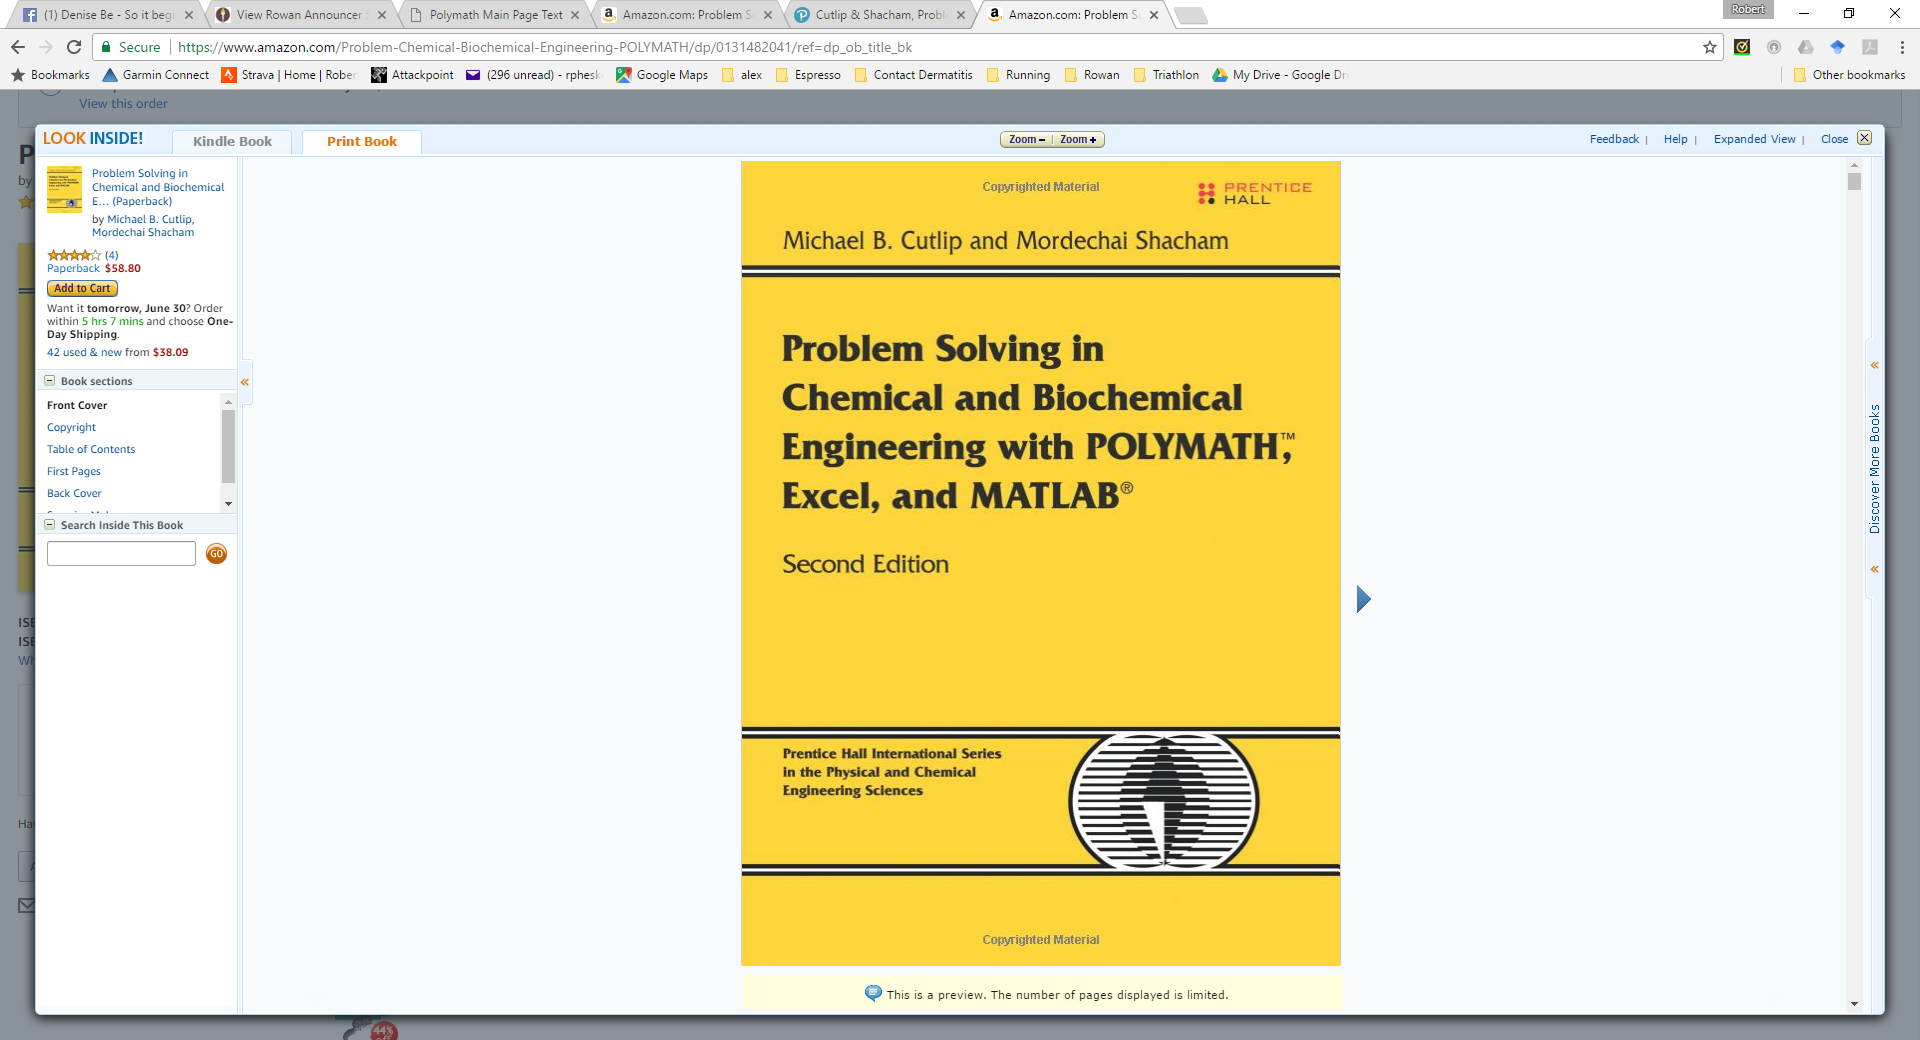 (1) Denise Be - So it beg
View Rowan Announcer
Polymath Main Page Text
Amazon.com: Problem S
Cutlip & Shacham, Probl
Amazon.com: Problem S
Robert
Secure
https://www.amazon.com/Problem-Chemical-Biochemical-Engineering-POLYMATH/dp/0131482041/ref=dp_ob_title_bk
Bookmarks
Garmin Connect
Strava | Home | Rober
Attackpoint
(296 unread) - rphesk
Google Maps
alex
Espresso
Contact Dermatitis
Running
Rowan
Triathlon
My Drive - Google Dri
Other bookmarks
View this order
LOOK INSIDE!
Kindle Book
Print Book
Zoom –
Zoom +
Feedback |
Help |
Expanded View |
Close
P
by
Problem Solving in
Chemical and Biochemical
E... (Paperback)
by Michael B. Cutlip,
Mordechai Shacham
(4)
Paperback $58.80
Add to Cart
Want it tomorrow, June 30? Order
within 5 hrs 7 mins and choose One-
Day Shipping.
42 used & new from $38.09
Book sections
Front Cover
Copyright
Table of Contents
First Pages
Back Cover
Search Inside This Book
GO
Copyrighted Material
PRENTICE
HALL
Michael B. Cutlip and Mordechai Shacham
Problem Solving in
Chemical and Biochemical
Engineering with POLYMATH™,
Excel, and MATLAB®
Second Edition
Prentice Hall International Series
in the Physical and Chemical
Engineering Sciences
Copyrighted Material
This is a preview. The number of pages displayed is limited.
Discover More Books
ISB
ISB
Wh
Ha
44%